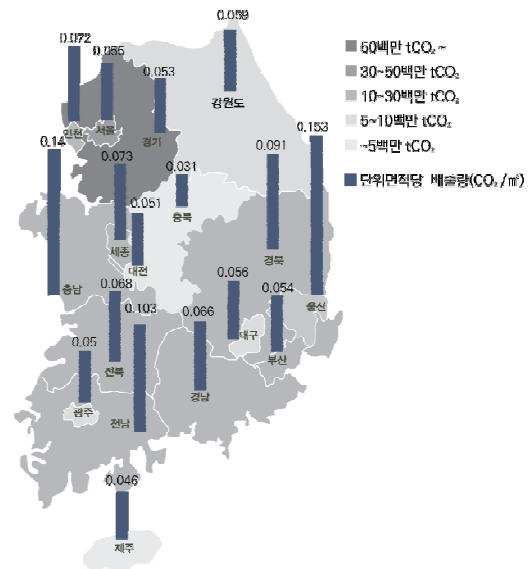 0.059
0.072
0.055
0.053
강원도
인천
서울
경기
0.14
0.073
0.031
0.091
0.153
0.051
충북
세종
대전
경북
충남
0.068
0.103
0.066
0.056
0.054
울산
대구
부산
0.05
전북
경남
광주
전남
0.046
제주
50백만 tCO₂~
30~50백만 tCO₂
10~30백만 tCO₂
5~10백만 tCO₂
~5백만 tCO₂
단위면적당 배출량(CO₂/㎡)